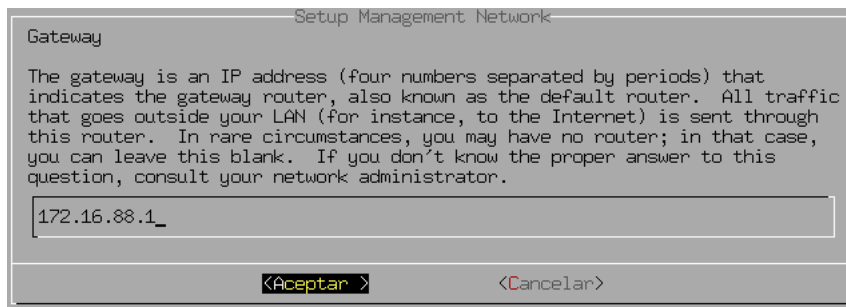 Setup Management Network
Gateway
The gateway is an IP address (four numbers separated by periods) that
indicates the gateway router, also known as the default router.  All traffic
that goes outside your LAN (for instance, to the Internet) is sent through
this router.  In rare circumstances, you may have no router; in that case,
you can leave this blank.  If you don't know the proper answer to this
question, consult your network administrator.
172.16.88.1_
<Aceptar >
<Cancelar>